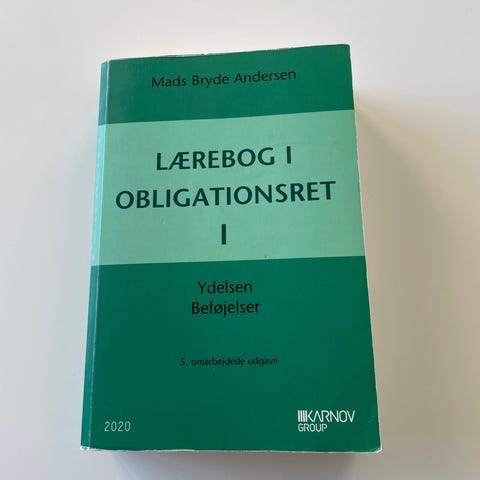 Mads Bryde Andersen
LÆREBOG I
OBLIGATIONSRET
I
Ydelsen
Beføjelser
5. omarbejdede udgave
2020
KARNOV
GROUP